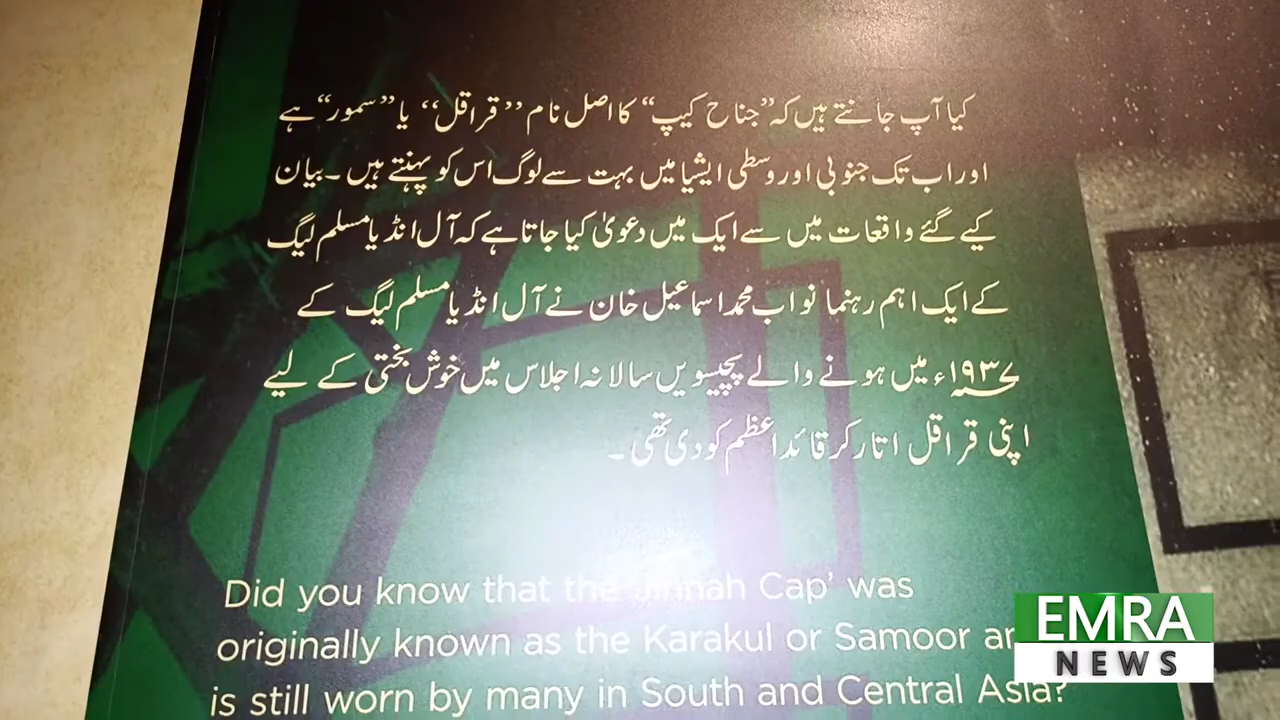 کیا آپ جانتے ہیں کہ ”جناح کیپ“ کا اصل نام ’’قراقل‘‘ یا ”سمور“ ہے
اور اب تک جنوبی اور وسطی ایشیا میں بہت سے لوگ اس کو پہنتے ہیں ۔ بیان
کیے گئے واقعات میں سے ایک میں دعویٰ کیا جاتا ہے کہ آل انڈیا مسلم لیگ
کے ایک اہم رہنما نواب محمد اسماعیل خان نے آل انڈیا مسلم لیگ کے
۱۹۳۷ء میں ہونے والے پچیسویں سالانہ اجلاس میں خوش بختی کے لیے
اپنی قراقل اتار کر قائداعظم کو دی تھی ۔
Did you know that the ‘Jinnah Cap’ was
originally known as the Karakul or Samoor
is still worn by many in South and Central Asia?
EMRA
NEWS